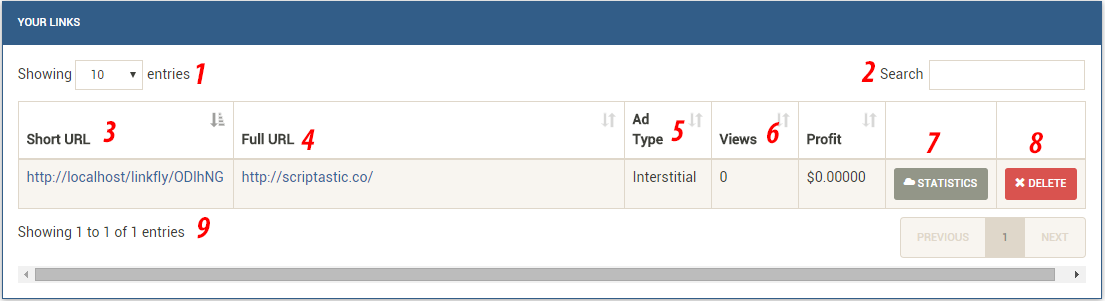 YOUR LINKS
Showing 10 entries 1 2 Search
Short URL 3 Full URL 4 Ad Type 5 Views 6 Profit 7 8
http://localhost/linkfly/ODlhNG http://scriptastic.co/ Interstitial 0 $0.00000 STATISTICS DELETE
Showing 1 to 1 of 1 entries 9 PREVIOUS 1 NEXT